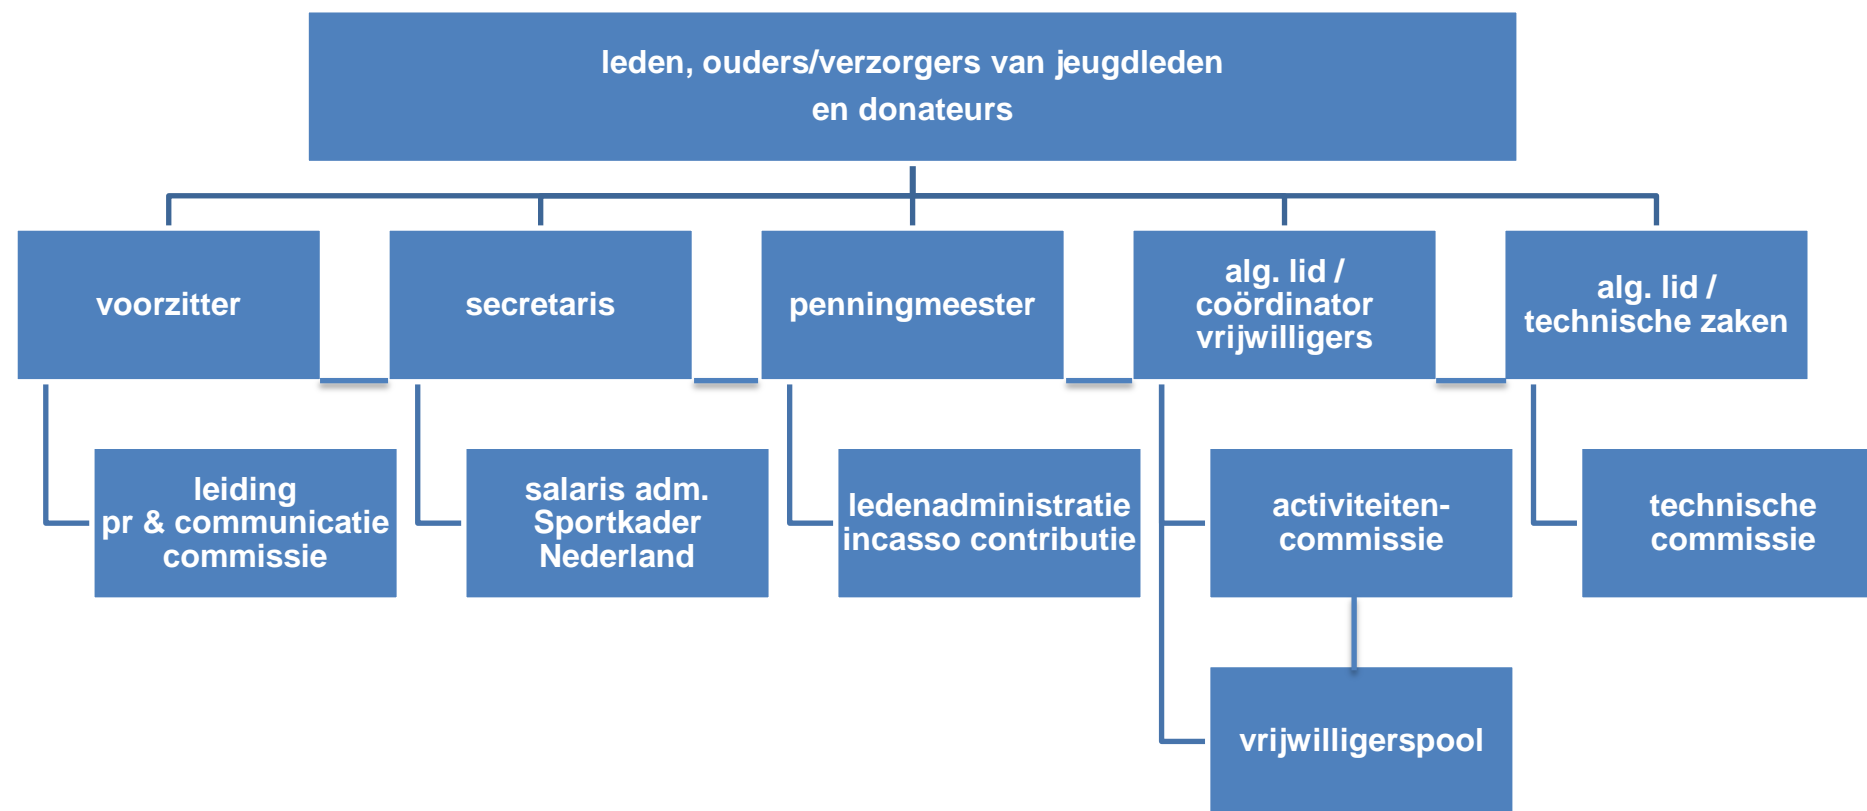 leden, ouders/verzorgers van jeugdleden
en donateurs
voorzitter
secretaris
penningmeester
alg. lid /
coördinator
vrijwilligers
alg. lid /
technische zaken
leiding
pr & communicatie
commissie
salaris adm.
Sportkader
Nederland
ledenadministratie
incasso contributie
activiteiten-
commissie
technische
commissie
vrijwilligerspool